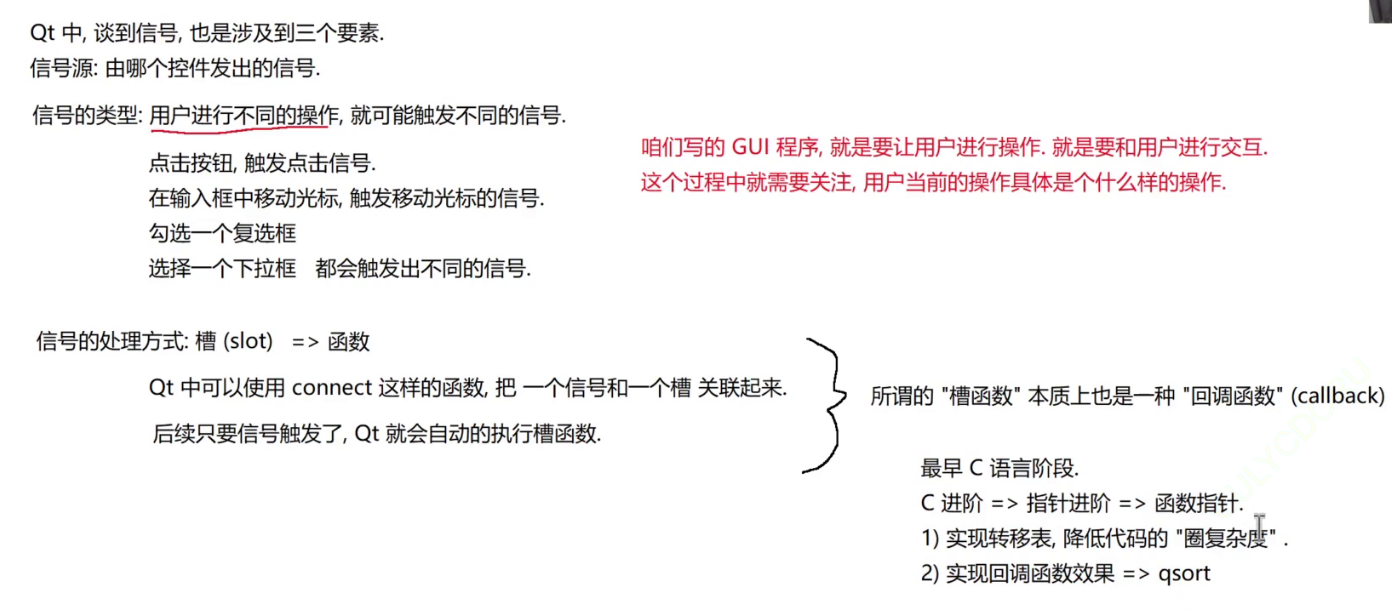 Qt 中, 谈到信号, 也是涉及到三个要素.
信号源: 由哪个控件发出的信号.
信号的类型: 用户进行不同的操作, 就可能触发不同的信号.
点击按钮, 触发点击信号.
在输入框中移动光标, 触发移动光标的信号.
勾选一个复选框
选择一个下拉框 都会触发出不同的信号.
咱们写的 GUI 程序, 就是要让用户进行操作. 就是要和用户进行交互.
这个过程中就需要关注, 用户当前的操作具体是个什么样的操作.
信号的处理方式: 槽 (slot) => 函数
Qt 中可以使用 connect 这样的函数, 把 一个信号和一个槽 关联起来.
后续只要信号触发了, Qt 就会自动的执行槽函数.
所谓的 "槽函数" 本质上也是一种 "回调函数" (callback)
最早 C 语言阶段.
C 进阶 => 指针进阶 => 函数指针.
1) 实现转移表, 降低代码的 "圈复杂度" .
2) 实现回调函数效果 => qsort